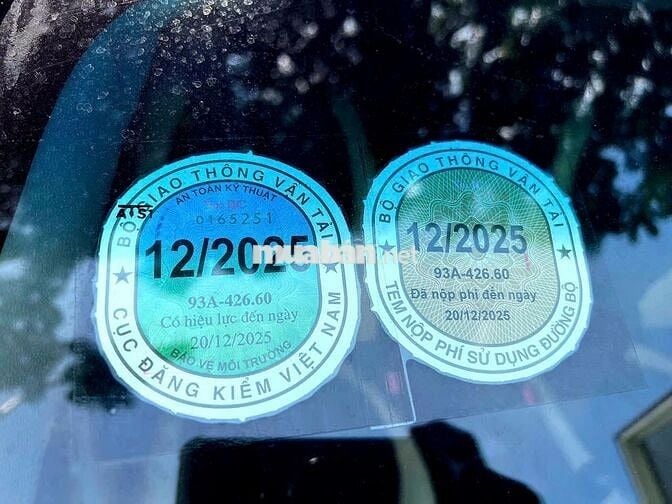 BỘ GIAO THÔNG VẬN TẢI
AN TOÀN KỸ THUẬT
0165251
12/2025
93A-426.60
Có hiệu lực đến ngày
20/12/2025
BẢO VỆ MÔI TRƯỜNG
CỤC ĐĂNG KIỂM VIỆT NAM
BỘ GIAO THÔNG VẬN TẢI
12/2025
93A-426.60
Đã nộp phí đến ngày
20/12/2025
TEM NỘP PHÍ SỬ DỤNG ĐƯỜNG BỘ
muaban.net